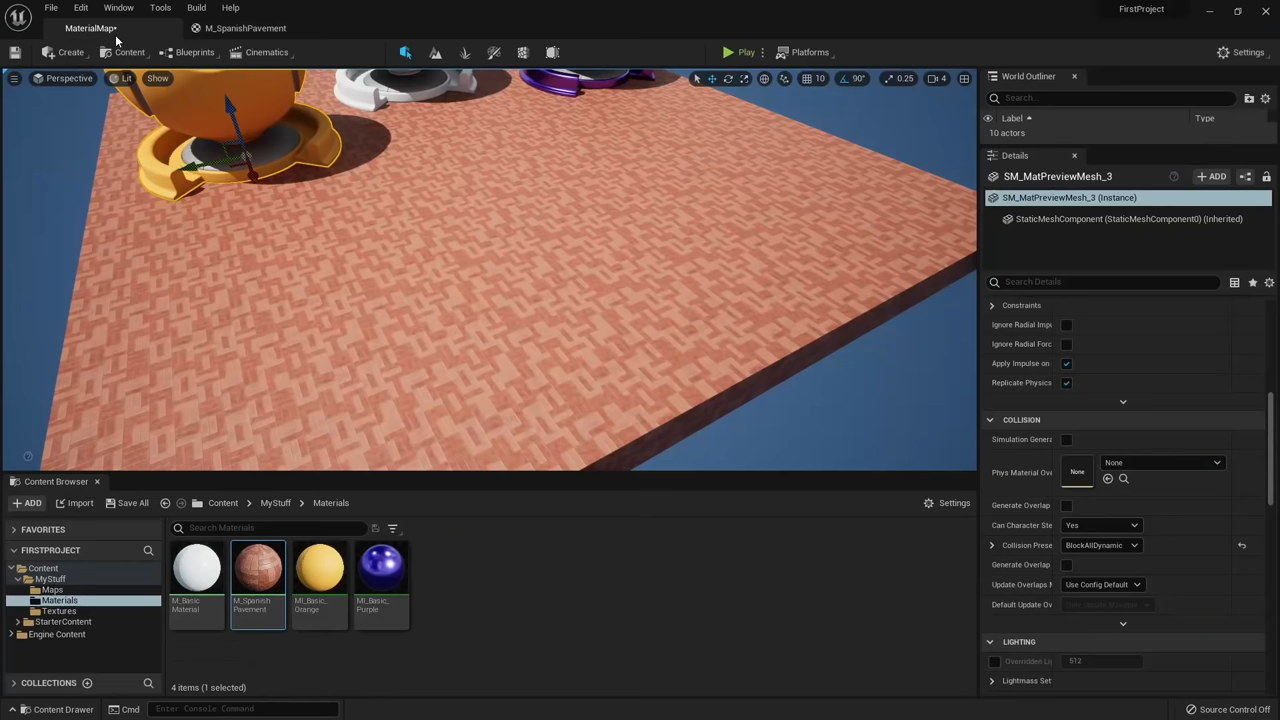 File Edit Window Tools Build Help
FirstProject
MaterialMap*
M_SpanishPavement
Create
Content
Blueprints
Cinematics
Play
Platforms
Settings
Perspective
Lit
Show
10
0.25
4
World Outliner
Search...
Label
Type
10 actors
Details
SM_MatPreviewMesh_3
ADD
SM_MatPreviewMesh_3 (Instance)
StaticMeshComponent (StaticMeshComponent0) (Inherited)
Search Details
Constraints
Ignore Radial Impu
Ignore Radial Forc
Apply Impulse on
Replicate Physics
COLLISION
Simulation Genera
Phys Material Ove
None
None
Generate Overlap
Can Character Ste
Yes
Collision Prese
BlockAllDynamic
Generate Overlap
Update Overlaps M
Use Config Default
Default Update Ov
LIGHTING
Overridden Lig
512
Lightmass Set
Content Browser
ADD
Import
Save All
Content
MyStuff
Materials
Settings
FAVORITES
FIRSTPROJECT
Content
MyStuff
Maps
Materials
Textures
StarterContent
Engine Content
COLLECTIONS
Search Materials
M_Basic_
Material
M_Spanish
Pavement
MI_Basic_
Orange
MI_Basic_
Purple
4 items (1 selected)
Content Drawer
Cmd
Enter Console Command
Source Control Off